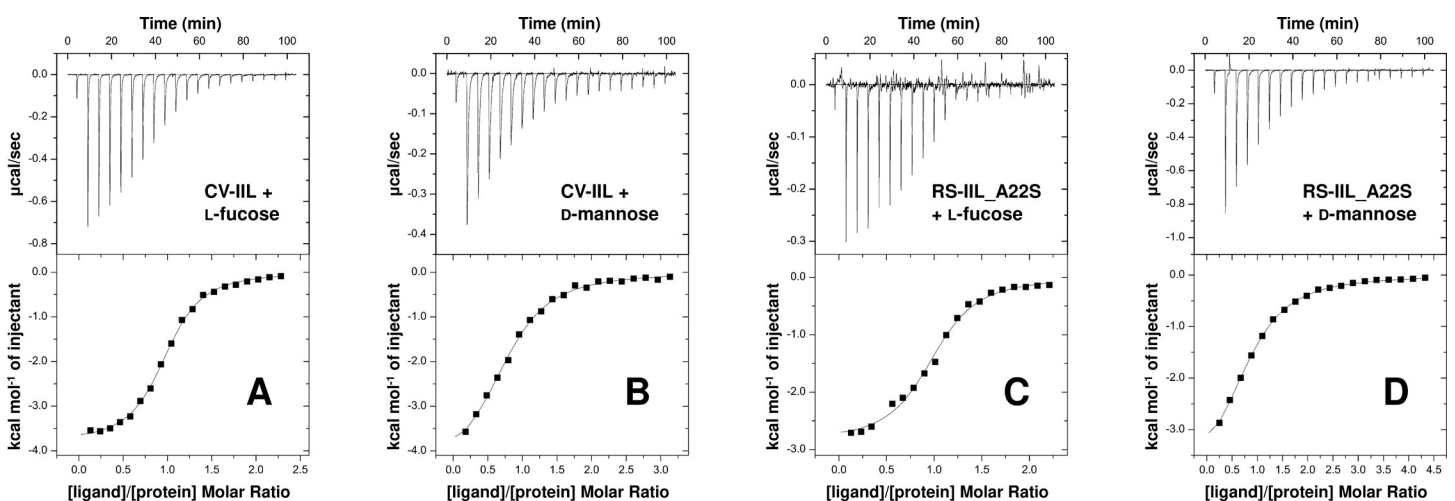 Time (min)
0 20 40 60 80 100
0.0
-0.2
-0.4
-0.6
-0.8
µcal/sec
CV-IIL +
L-fucose
0.0
-1.0
-2.0
-3.0
-4.0
kcal mol-1 of injectant
A
0.0 0.5 1.0 1.5 2.0 2.5
[ligand]/[protein] Molar Ratio
Time (min)
0 20 40 60 80 100
0.0
-0.1
-0.2
-0.3
-0.4
µcal/sec
CV-IIL +
D-mannose
0.0
-1.0
-2.0
-3.0
-4.0
kcal mol-1 of injectant
B
0.0 0.5 1.0 1.5 2.0 2.5 3.0
[ligand]/[protein] Molar Ratio
Time (min)
0 20 40 60 80 100
0.0
-0.1
-0.2
-0.3
µcal/sec
RS-IIL_A22S
+ L-fucose
0.0
-1.0
-2.0
-3.0
kcal mol-1 of injectant
C
0.0 1.0 2.0
[ligand]/[protein] Molar Ratio
Time (min)
0 20 40 60 80 100
0.0
-0.2
-0.4
-0.6
-0.8
-1.0
µcal/sec
RS-IIL_A22S
+ D-mannose
0.0
-1.0
-2.0
-3.0
kcal mol-1 of injectant
D
0.0 0.5 1.0 1.5 2.0 2.5 3.0 3.5 4.0 4.5
[ligand]/[protein] Molar Ratio